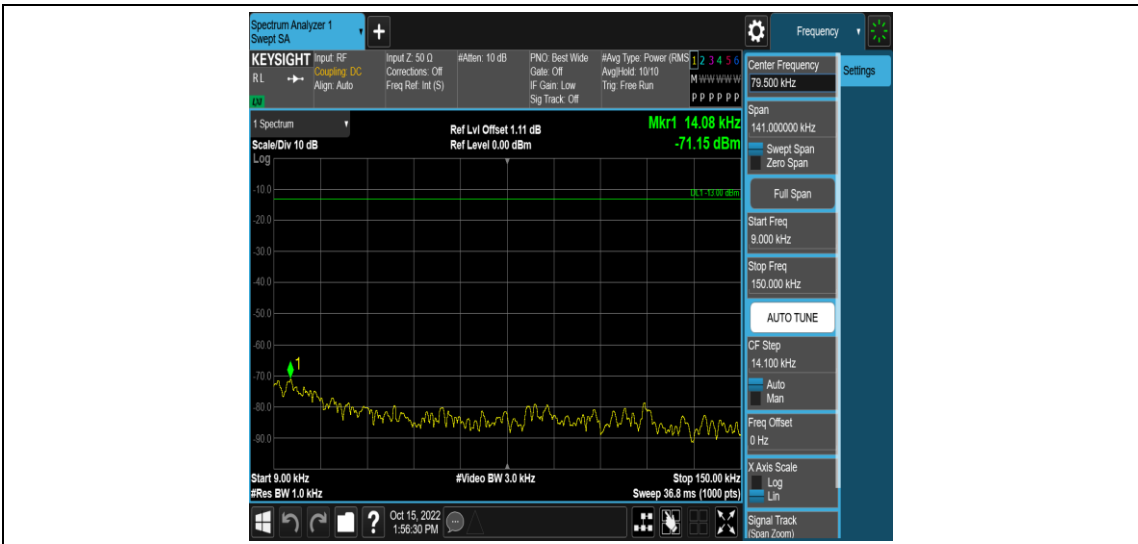 Spectrum Analyzer 1
Swept SA
+
Frequency
KEYSIGHT
RL
LXI
Input: RF
Coupling: DC
Align: Auto
Input Z: 50 Ω
Corrections: Off
Freq Ref: Int (S)
#Atten: 10 dB
PNO: Best Wide
Gate: Off
IF Gain: Low
Sig Track: Off
#Avg Type: Power (RMS
Avg|Hold: 10/10
Trig: Free Run
1 2 3 4 5 6
M W W W W W
P P P P P P
Center Frequency
79.500 kHz
Settings
1 Spectrum
Scale/Div 10 dB
Log
Ref Lvl Offset 1.11 dB
Ref Level 0.00 dBm
Mkr1 14.08 kHz
-71.15 dBm
DL1 -13.00 dBm
-10.0
-20.0
-30.0
-40.0
-50.0
-60.0
-70.0
-80.0
-90.0
1
Start 9.00 kHz
#Res BW 1.0 kHz
#Video BW 3.0 kHz
Stop 150.00 kHz
Sweep 36.8 ms (1000 pts)
Span
141.000000 kHz
Swept Span
Zero Span
Full Span
Start Freq
9.000 kHz
Stop Freq
150.000 kHz
AUTO TUNE
CF Step
14.100 kHz
Auto
Man
Freq Offset
0 Hz
X Axis Scale
Log
Lin
Signal Track
(Span Zoom)
?
Oct 15, 2022
1:56:30 PM